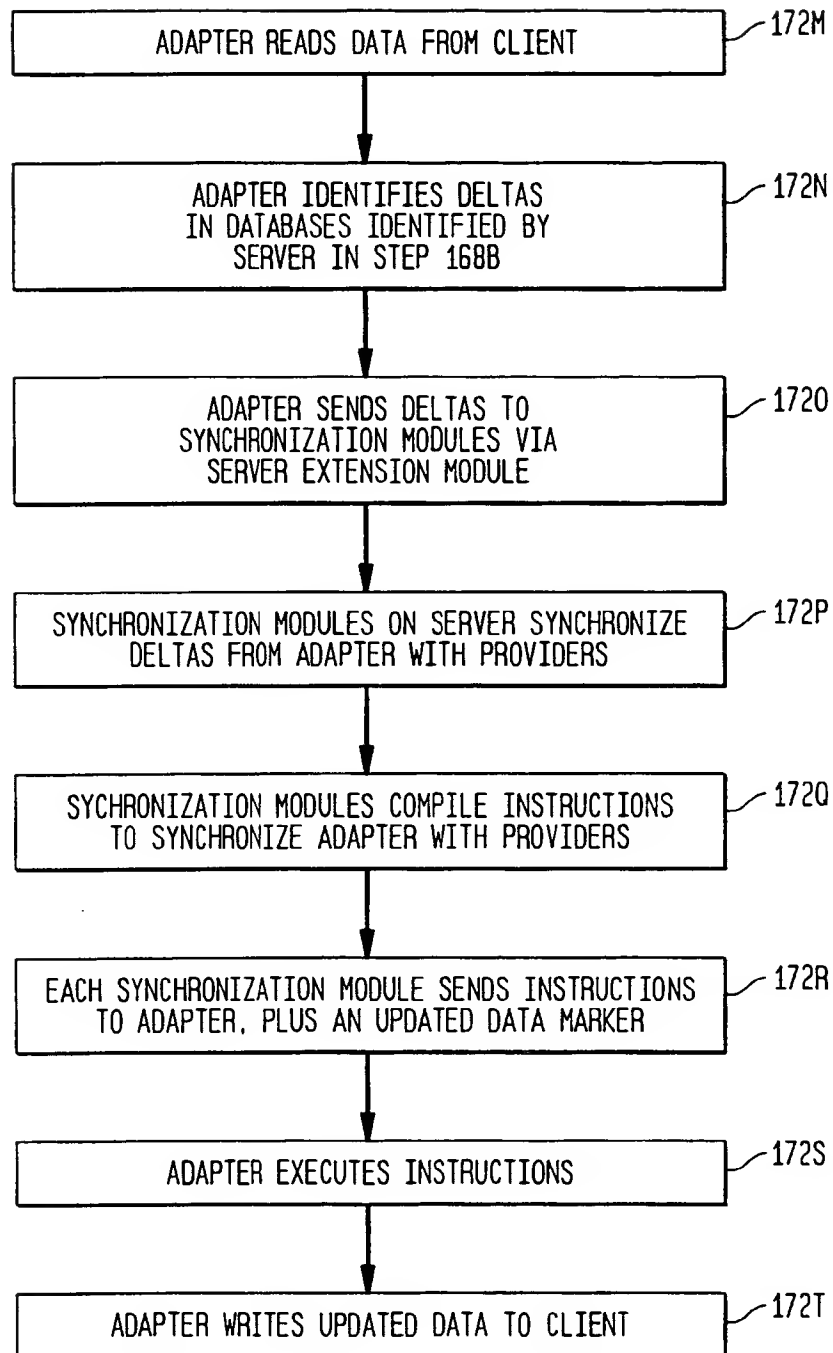 ADAPTER READS DATA FROM CLIENT
172M
ADAPTER IDENTIFIES DELTAS
IN DATABASES IDENTIFIED BY
SERVER IN STEP 168B
172N
ADAPTER SENDS DELTAS TO
SYNCHRONIZATION MODULES VIA
SERVER EXTENSION MODULE
172O
SYNCHRONIZATION MODULES ON SERVER SYNCHRONIZE
DELTAS FROM ADAPTER WITH PROVIDERS
172P
SYCHRONIZATION MODULES COMPILE INSTRUCTIONS
TO SYNCHRONIZE ADAPTER WITH PROVIDERS
172Q
EACH SYNCHRONIZATION MODULE SENDS INSTRUCTIONS
TO ADAPTER, PLUS AN UPDATED DATA MARKER
172R
ADAPTER EXECUTES INSTRUCTIONS
172S
ADAPTER WRITES UPDATED DATA TO CLIENT
172T